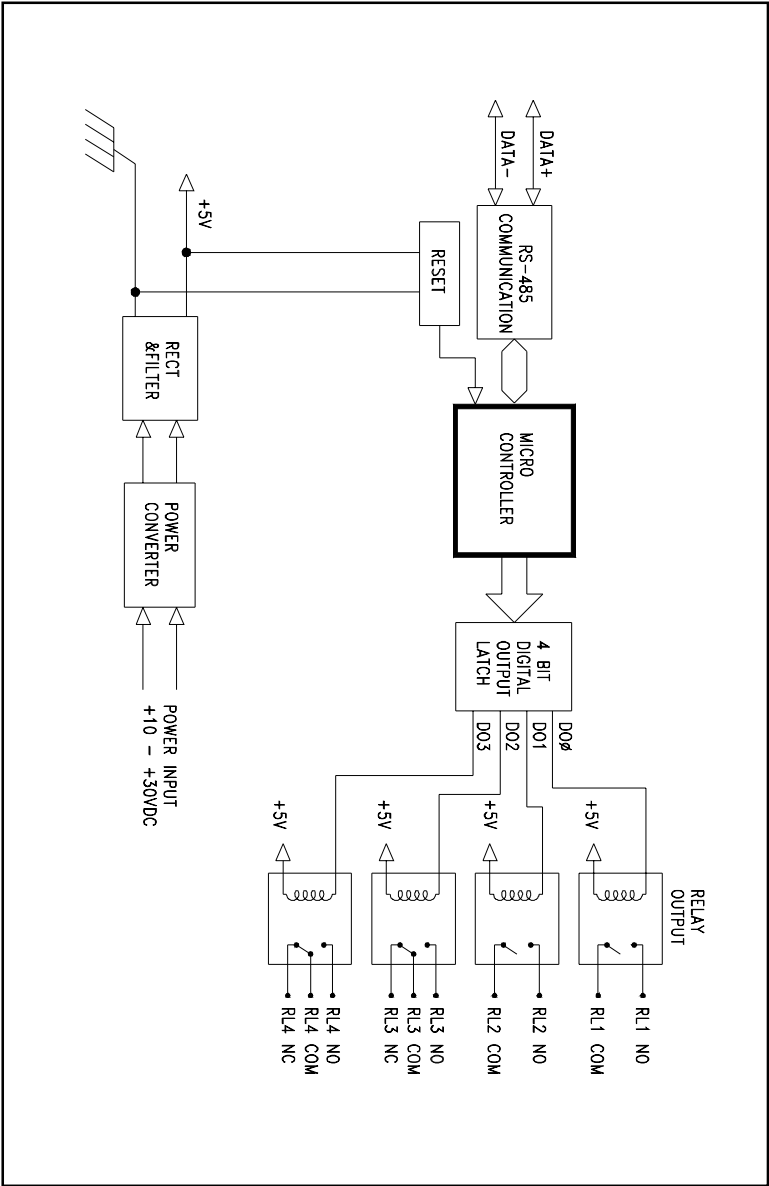 DATA+
DATA-
RS-485
COMMUNICATION
RESET
MICRO
CONTROLLER
4 BIT
DIGITAL
OUTPUT
LATCH
DOø
DO1
DO2
DO3
RELAY
OUTPUT
+5V
RL1 NO
RL1 COM
+5V
RL2 NO
RL2 COM
+5V
RL3 NO
RL3 COM
RL3 NC
+5V
RL4 NO
RL4 COM
RL4 NC
+5V
RECT
&FILTER
POWER
CONVERTER
POWER INPUT
+10 - +30VDC